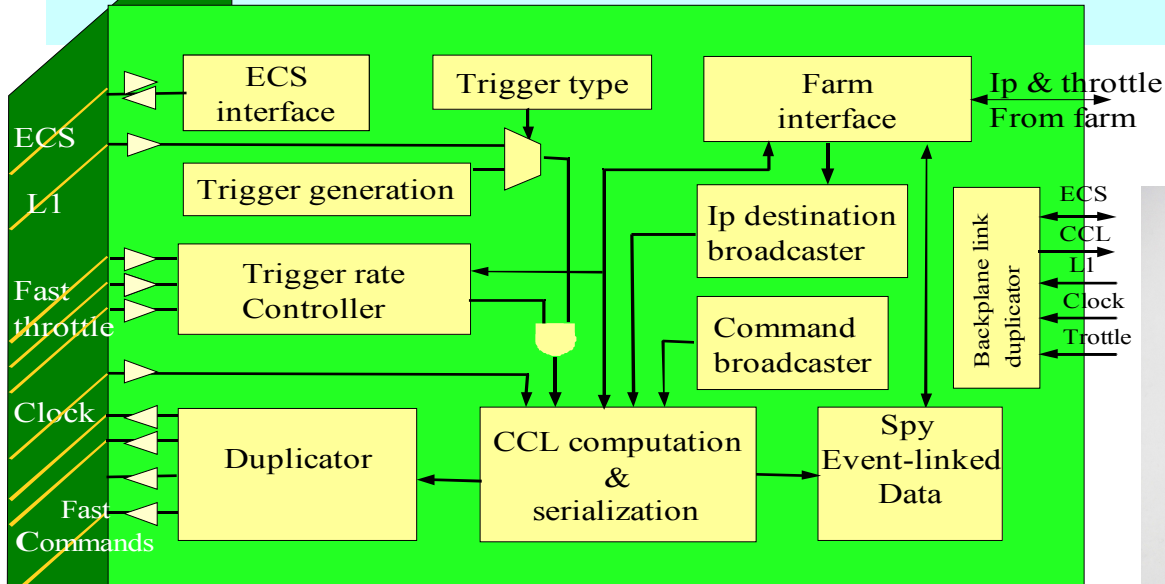 ECS
interface
Trigger type
Farm
interface
Ip & throttle
From farm
ECS
L1
Trigger generation
Ip destination
broadcaster
Backplane link
duplicator
ECS
CCL
L1
Clock
Trottle
Fast
throttle
Trigger rate
Controller
Command
broadcaster
Clock
Duplicator
CCL computation
&
serialization
Spy
Event-linked
Data
Fast
Commands